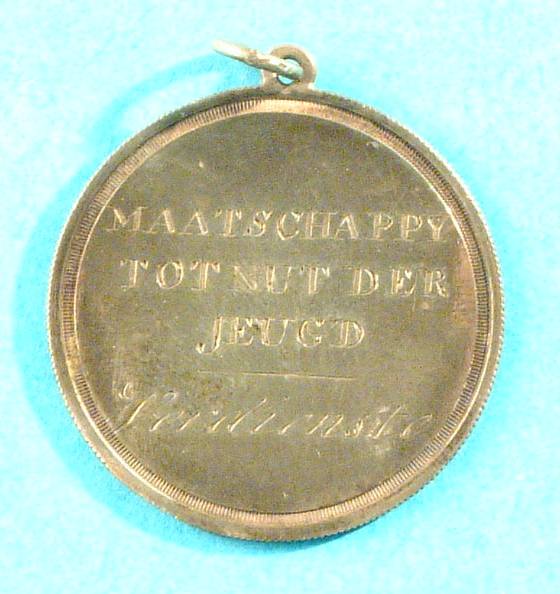 MAATSCHAPPY
TOT NUT DER
JEUGD
Verdienste